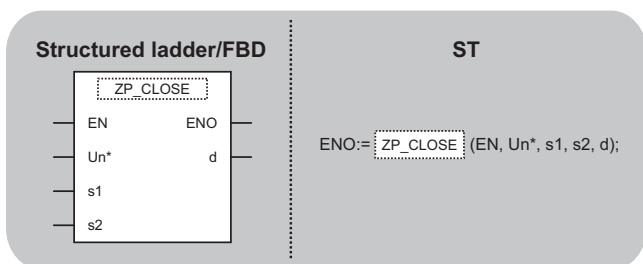 Structured ladder/FBD
ZP_CLOSE
EN ENO
Un* d
s1
s2
ST
ENO:= ZP_CLOSE (EN, Un*, s1, s2, d);